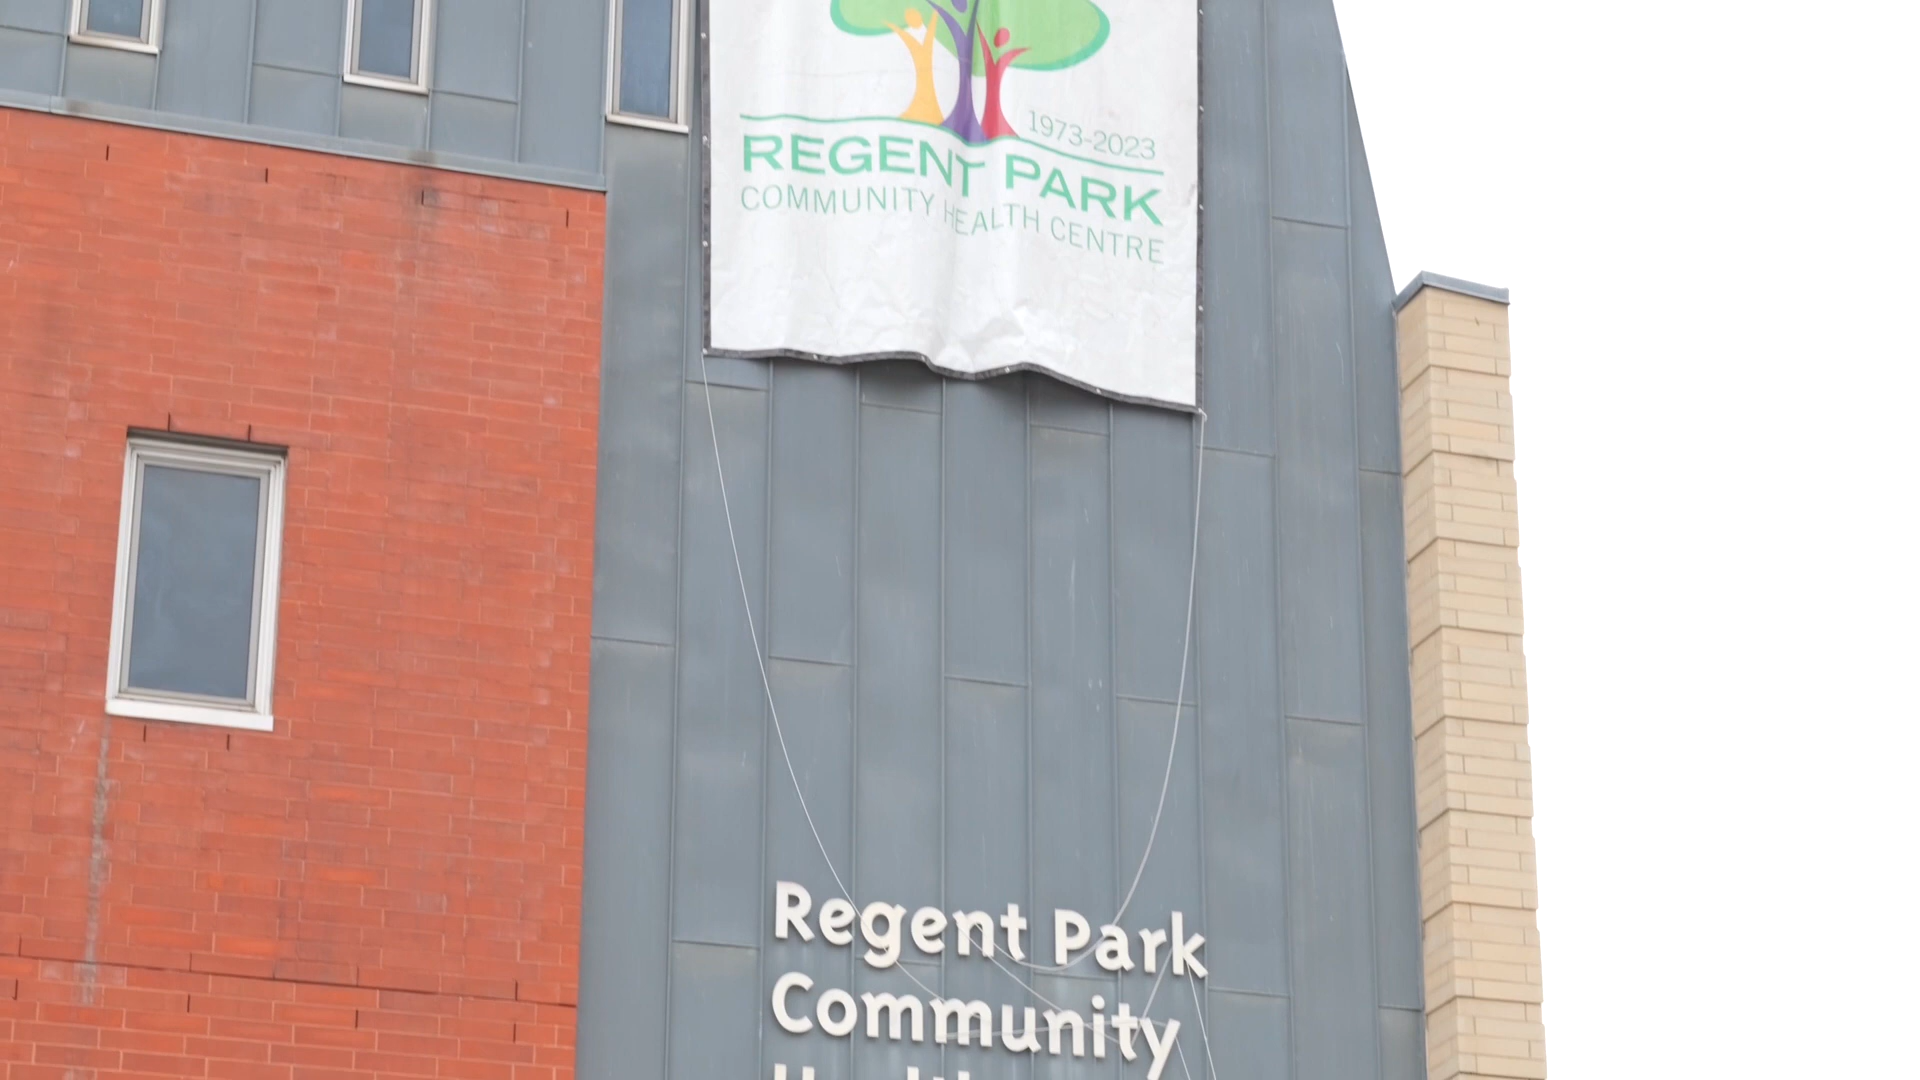 1973-2023
REGENT PARK
COMMUNITY HEALTH CENTRE
Regent Park
Community